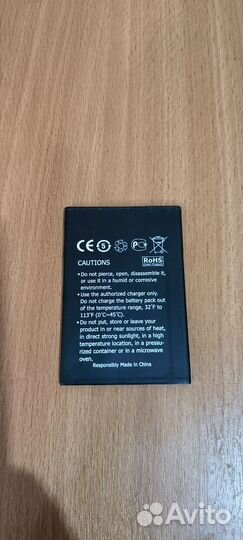 CE 5 PC
RoHS
CAUTIONS
• Do not pierce, open, disassemble it,
or use it in a humid or corrosive
environment.
• Use the authorized charger only.
Do not charge the battery pack out
of the temperature range, 32°F to
113°F (0°C~45°C).
• Do not put, store or leave your
product in or near sources of heat,
in direct strong sunlight, in a high
temperature location, in a pressu-
rized container or in a microwave
oven.
Responsibly Made in China
Avito